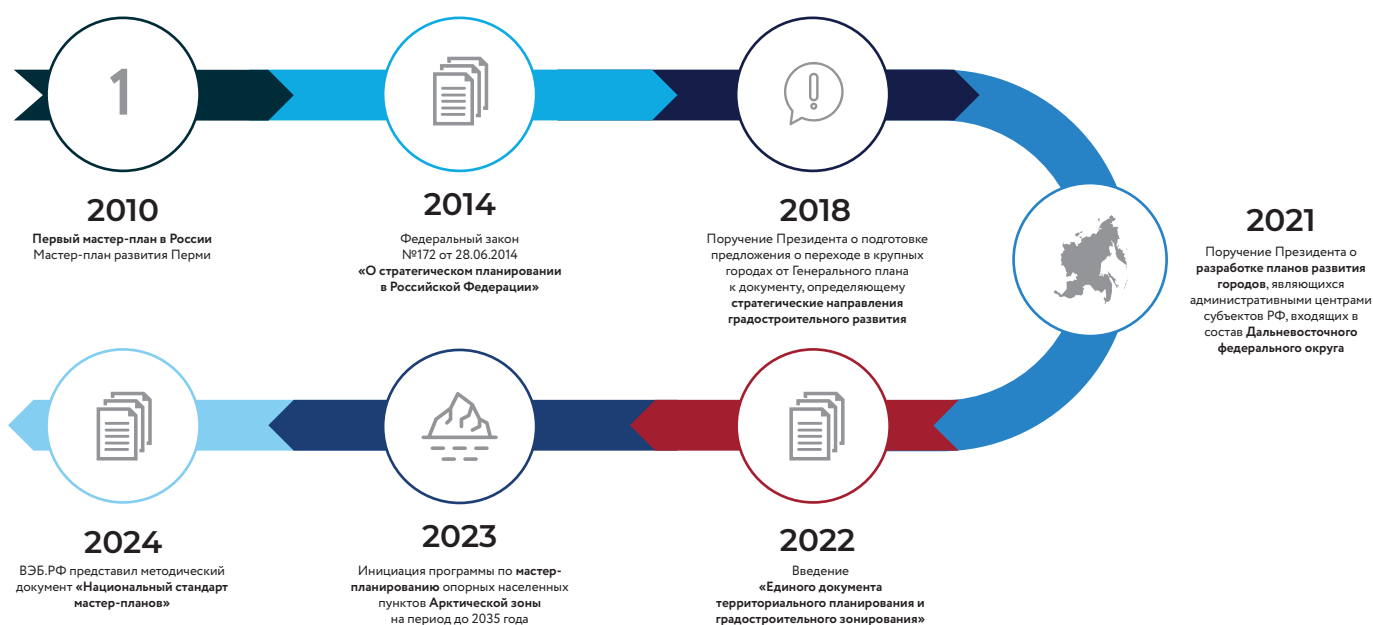 1
2010
Первый мастер-план в России
Мастер-план развития Перми
2014
Федеральный закон
№172 от 28.06.2014
«О стратегическом планировании
в Российской Федерации»
2018
Поручение Президента о подготовке
предложения о переходе в крупных
городах от Генерального плана
к документу, определяющему
стратегические направления
градостроительного развития
2021
Поручение Президента о
разработке планов развития
городов, являющихся
административными центрами
субъектов РФ, входящих в
состав Дальневосточного
федерального округа
2022
Введение
«Единого документа
территориального планирования и
градостроительного зонирования»
2023
Инициация программы по мастер-
планированию опорных населенных
пунктов Арктической зоны
на период до 2035 года
2024
ВЭБ.РФ представил методический
документ «Национальный стандарт
мастер-планов»